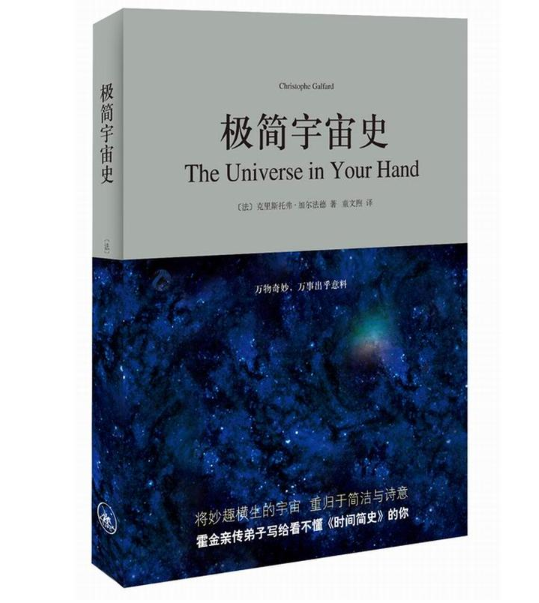 极简宇宙史
〔法〕
Christophe Galfard
极简宇宙史
The Universe in Your Hand
〔法〕克里斯托弗·加尔法德 著 童文煦 译
万物奇妙，万事出乎意料
将妙趣横生的宇宙 重归于简洁与诗意
霍金亲传弟子写给看不懂《时间简史》的你